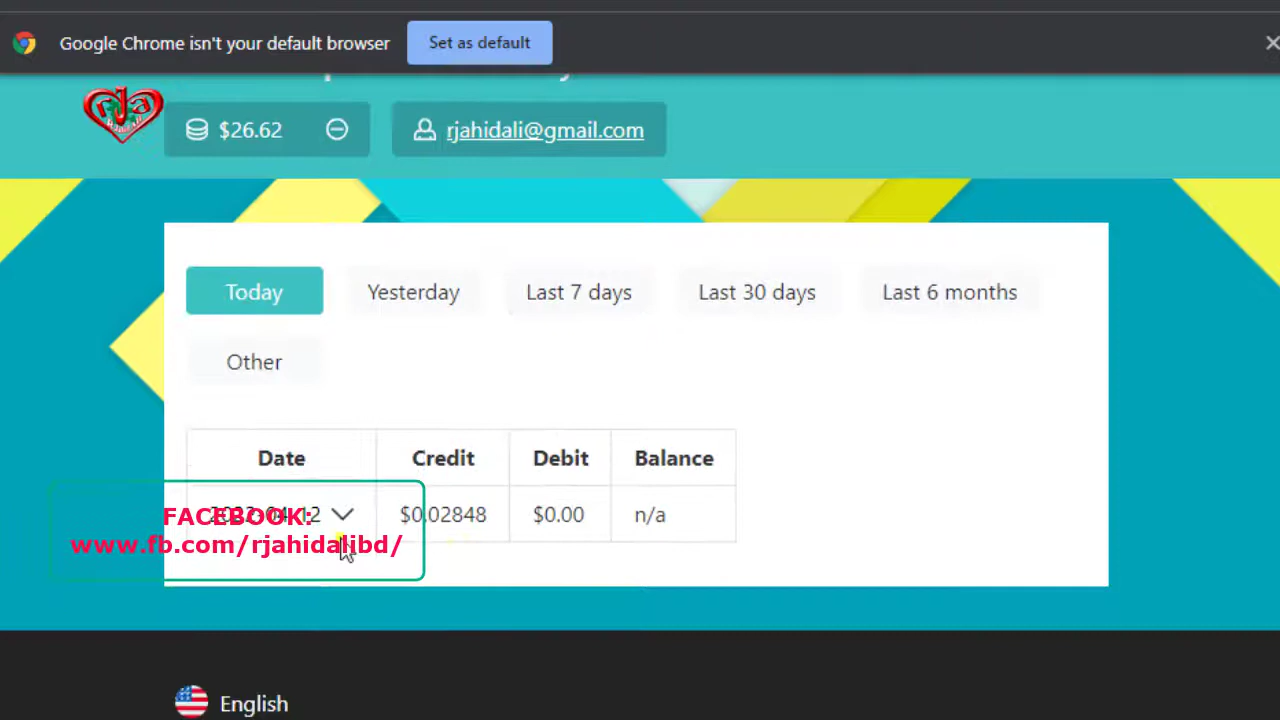 Google Chrome isn't your default browser
Set as default
rJa
$26.62
rjahidali@gmail.com
Today
Yesterday
Last 7 days
Last 30 days
Last 6 months
Other
Date
Credit
Debit
Balance
$0.02848
$0.00
n/a
FACEBOOK:
www.fb.com/rjahidalibd/
English